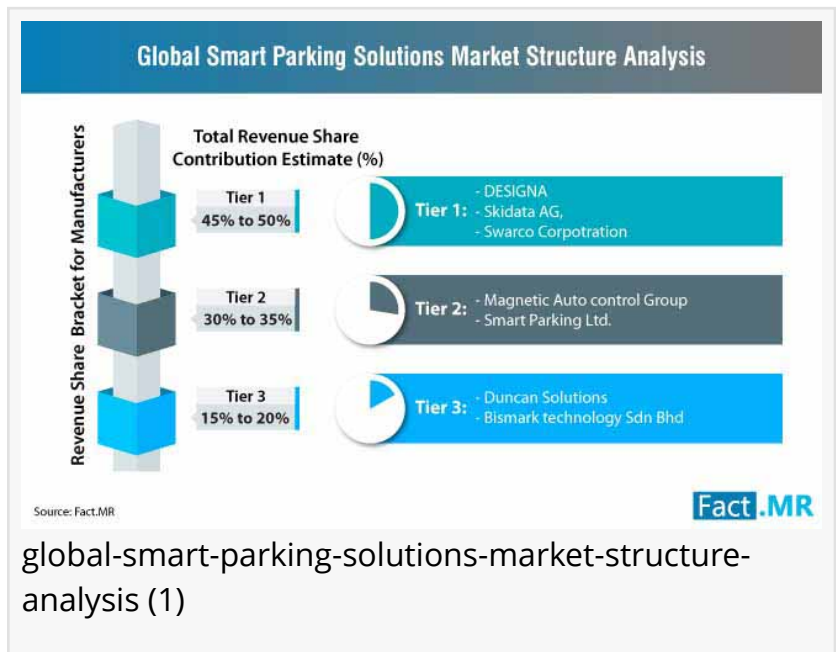 Global Smart Parking Solutions Market Structure Analysis
Revenue Share Bracket for Manufacturers
Total Revenue Share
Contribution Estimate (%)
Tier 1
45% to 50%
Tier 1:
- DESIGNA
- Skidata AG,
- Swarco Corpotration
Tier 2
30% to 35%
Tier 2:
- Magnetic Auto control Group
- Smart Parking Ltd.
Tier 3
15% to 20%
Tier 3:
- Duncan Solutions
- Bismark technology Sdn Bhd
Source: Fact.MR
Fact.MR
global-smart-parking-solutions-market-structure-
analysis (1)